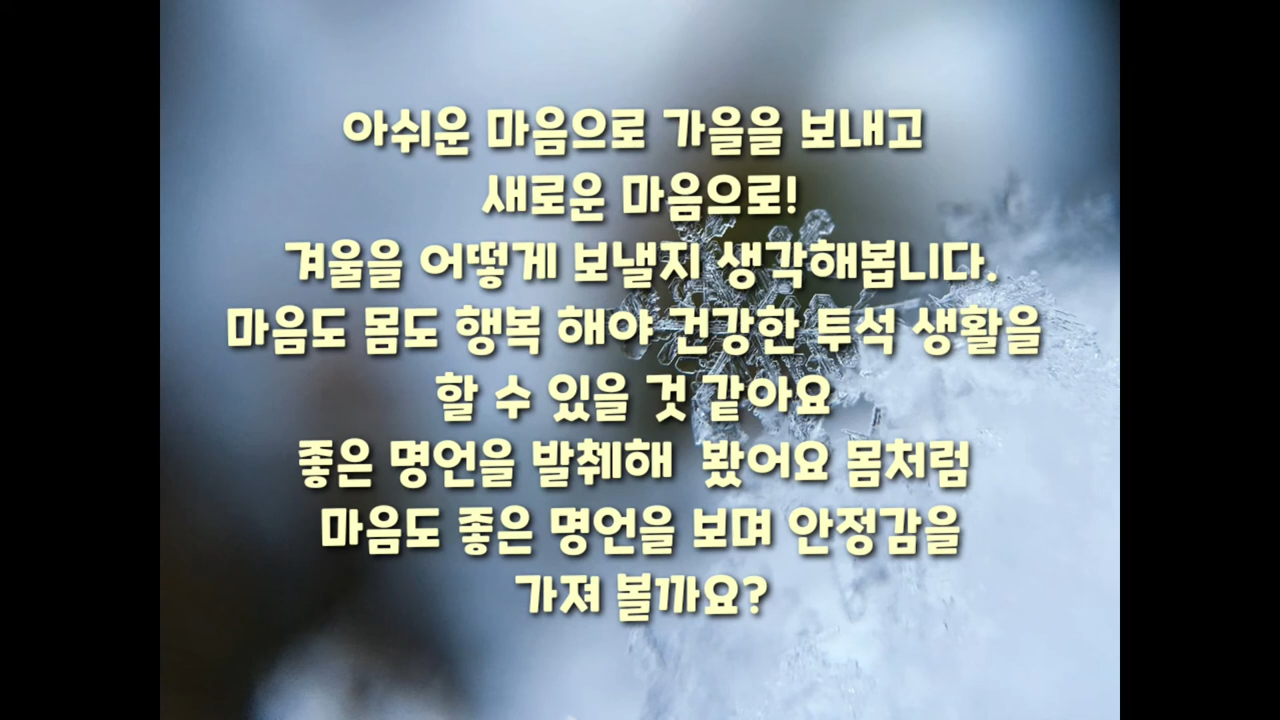 아쉬운 마음으로 가을을 보내고
새로운 마음으로!
겨울을 어떻게 보낼지 생각해봅니다.
마음도 몸도 행복 해야 건강한 투석 생활을
할 수 있을 것 같아요
좋은 명언을 발췌해 봤어요 몸처럼
마음도 좋은 명언을 보며 안정감을
가져 볼까요?